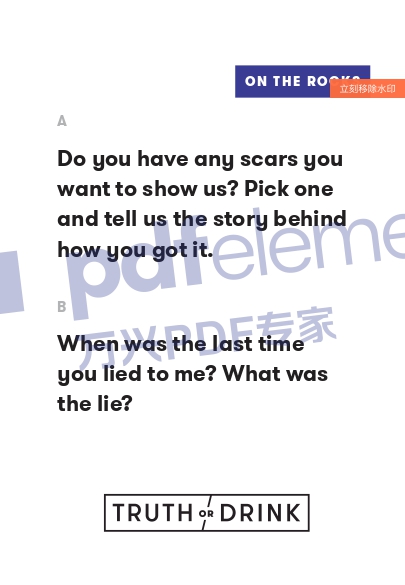 ON THE ROCKS
立刻移除水印
A
Do you have any scars you
want to show us? Pick one
and tell us the story behind
how you got it.
pdfeleme
B
万兴PDF专家
When was the last time
you lied to me? What was
the lie?
TRUTH OR DRINK